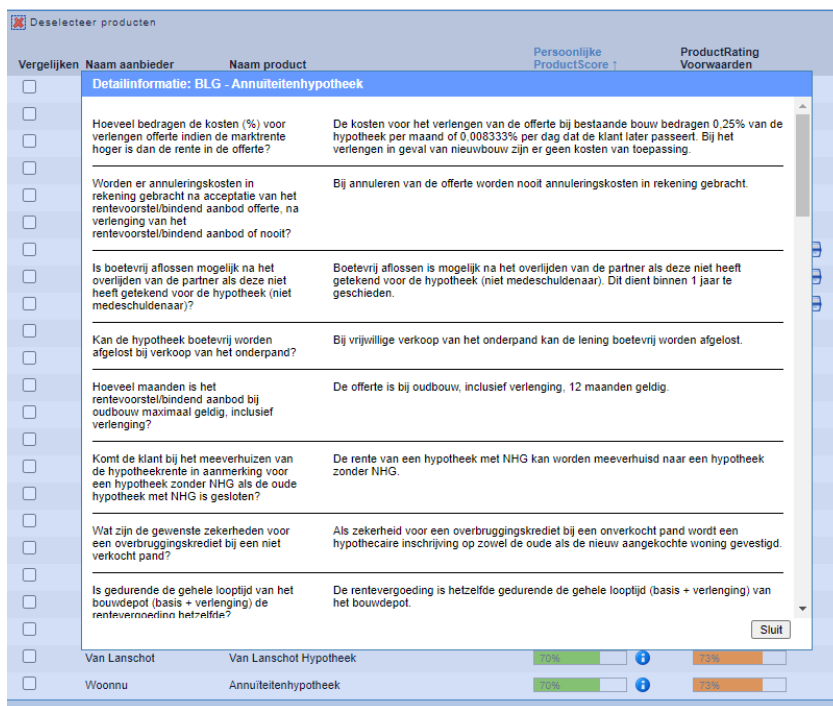 Deselecteer producten
Persoonlijke ProductRating
Vergelijken Naam aanbieder Naam product ProductScore ↑ Voorwaarden
Detailinformatie: BLG - Annuïteitenhypotheek
Hoeveel bedragen de kosten (%) voor
verlengen offerte indien de marktrente
hoger is dan de rente in de offerte?
De kosten voor het verlengen van de offerte bij bestaande bouw bedragen 0,25% van de
hypotheek per maand of 0,008333% per dag dat de klant later passeert. Bij het
verlengen in geval van nieuwbouw zijn er geen kosten van toepassing.
Worden er annuleringskosten in
rekening gebracht na acceptatie van het
rentevoorstel/bindend aanbod offerte, na
verlenging van het
rentevoorstel/bindend aanbod of nooit?
Bij annuleren van de offerte worden nooit annuleringskosten in rekening gebracht.
Is boetevrij aflossen mogelijk na het
overlijden van de partner als deze niet
heeft getekend voor de hypotheek (niet
medeschuldenaar)?
Boetevrij aflossen is mogelijk na het overlijden van de partner als deze niet heeft
getekend voor de hypotheek (niet medeschuldenaar). Dit dient binnen 1 jaar te
geschieden.
Kan de hypotheek boetevrij worden
afgelost bij verkoop van het onderpand?
Bij vrijwillige verkoop van het onderpand kan de lening boetevrij worden afgelost.
Hoeveel maanden is het
rentevoorstel/bindend aanbod bij
oudbouw maximaal geldig, inclusief
verlenging?
De offerte is bij oudbouw, inclusief verlenging, 12 maanden geldig.
Komt de klant bij het meeverhuizen van
de hypotheekrente in aanmerking voor
een hypotheek zonder NHG als de oude
hypotheek met NHG is gesloten?
De rente van een hypotheek met NHG kan worden meeverhuisd naar een hypotheek
zonder NHG.
Wat zijn de gewenste zekerheden voor
een overbruggingskrediet bij een niet
verkocht pand?
Als zekerheid voor een overbruggingskrediet bij een onverkocht pand wordt een
hypothecaire inschrijving op zowel de oude als de nieuw aangekochte woning gevestigd.
Is gedurende de gehele looptijd van het
bouwdepot (basis + verlenging) de
rentevergoeding hetzelfde?
De rentevergoeding is hetzelfde gedurende de gehele looptijd (basis + verlenging) van
het bouwdepot.
Sluit
Van Lanschot Van Lanschot Hypotheek 70% 73%
Woonnu Annuïteitenhypotheek 70% 73%